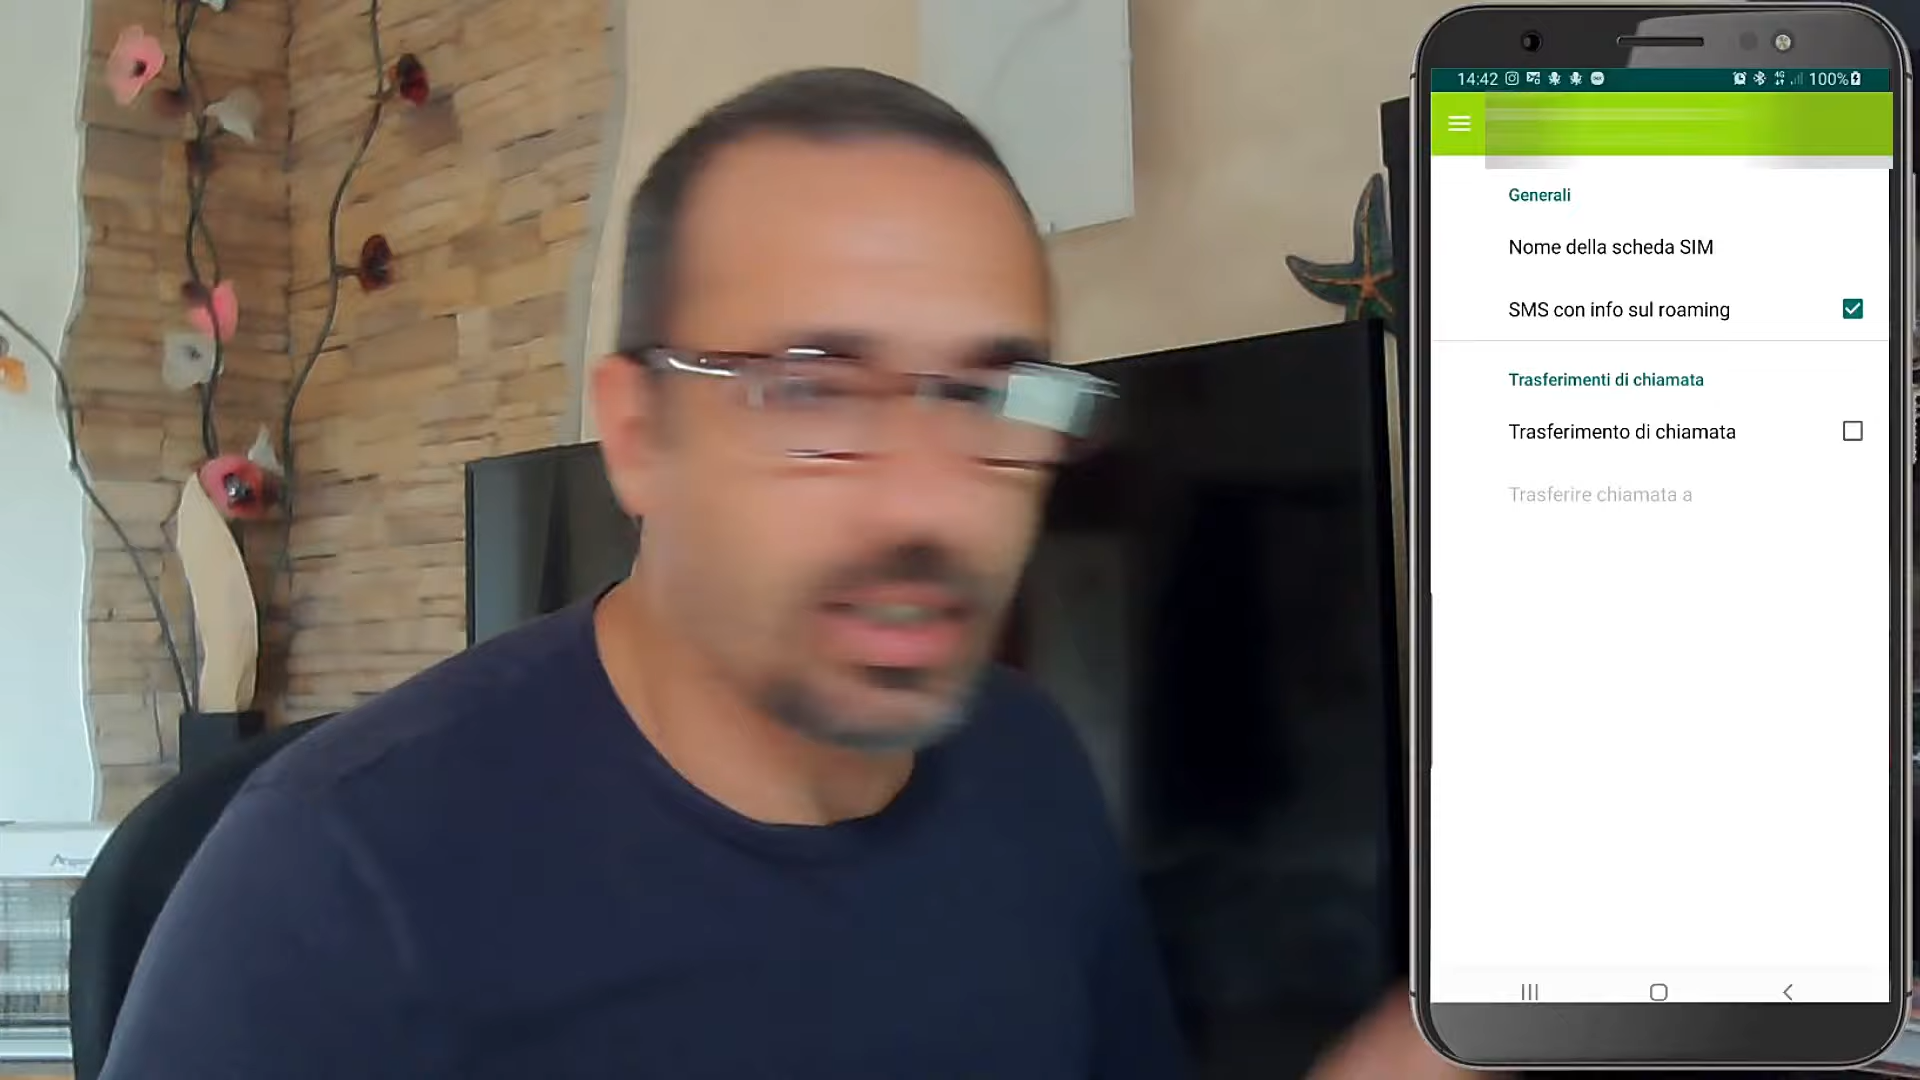 14:42
100%
Generali
Nome della scheda SIM
SMS con info sul roaming
Trasferimenti di chiamata
Trasferimento di chiamata
Trasferire chiamata a